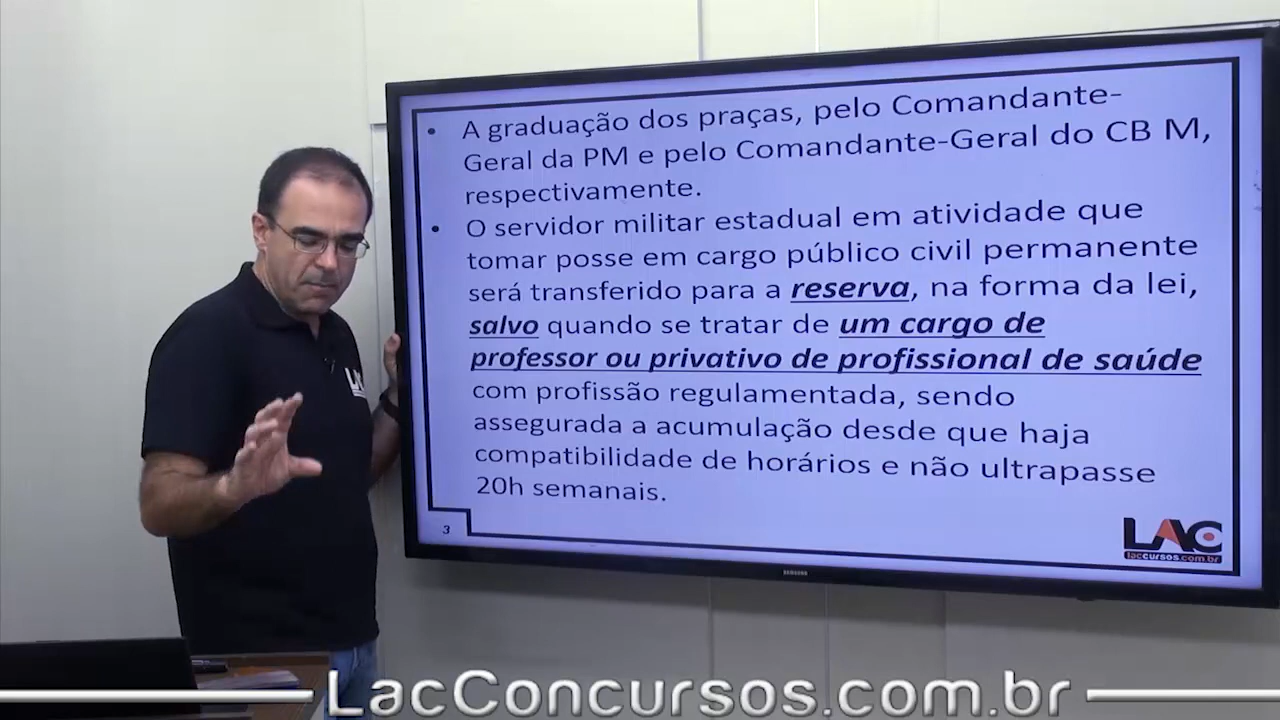 • A graduação dos praças, pelo Comandante-
Geral da PM e pelo Comandante-Geral do CB M,
respectivamente.
• O servidor militar estadual em atividade que
tomar posse em cargo público civil permanente
será transferido para a reserva, na forma da lei,
salvo quando se tratar de um cargo de
professor ou privativo de profissional de saúde
com profissão regulamentada, sendo
assegurada a acumulação desde que haja
compatibilidade de horários e não ultrapasse
20h semanais.
3
LAC
laccursos.com.br
SAMSUNG
LAC
LacConcursos.com.br